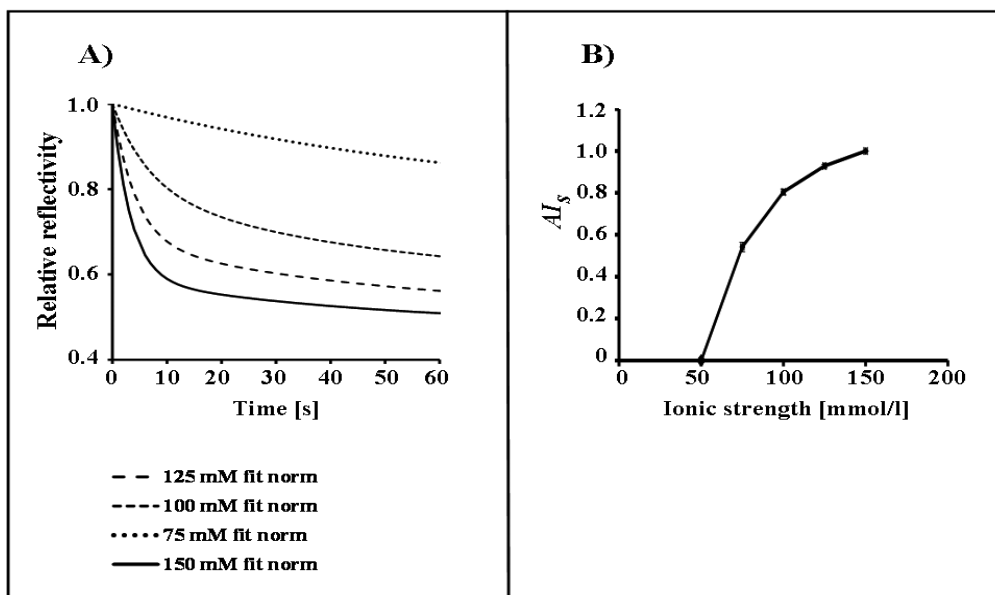 A)
1.0
0.8
0.6
0.4
Relative reflectivity
0 10 20 30 40 50 60
Time [s]
125 mM fit norm
100 mM fit norm
75 mM fit norm
150 mM fit norm
B)
1.2
1.0
0.8
0.6
0.4
0.2
0
AIs
0 50 100 150 200
Ionic strength [mmol/l]